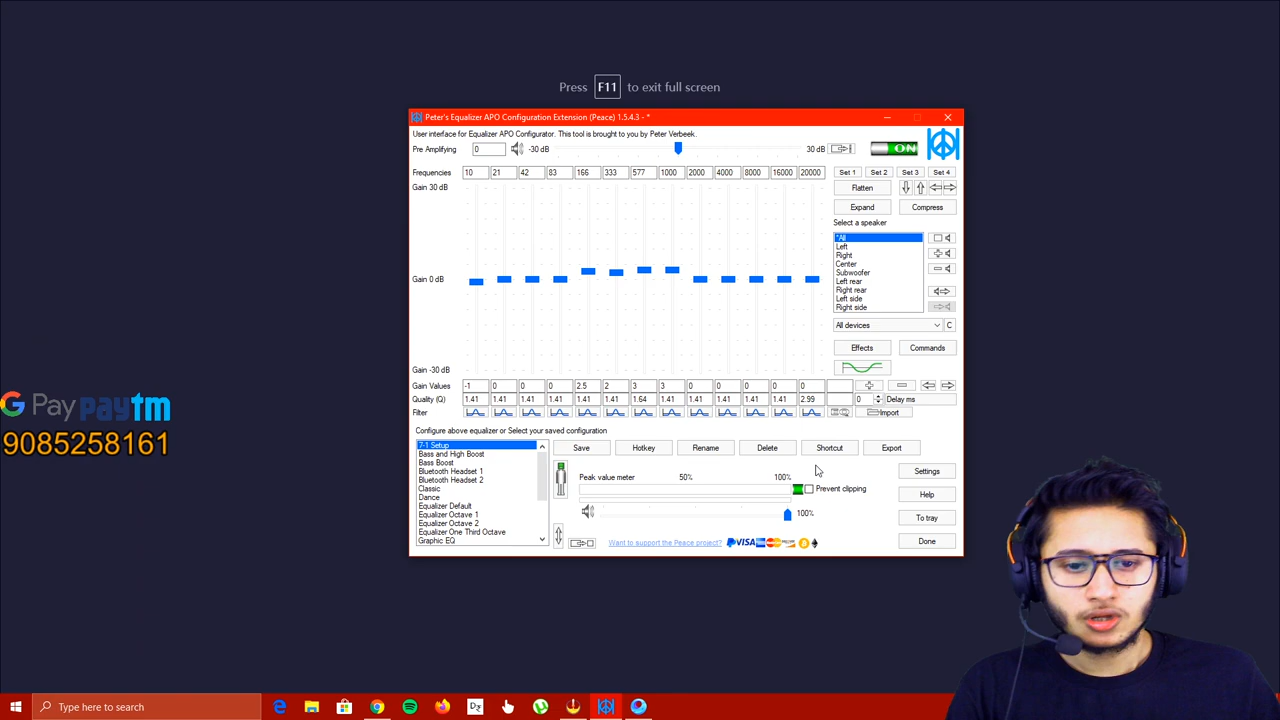 Press F11 to exit full screen
Peter's Equalizer APO Configuration Extension (Peace) 1.5.4.3 - *
User interface for Equalizer APO Configurator. This tool is brought to you by Peter Verbeek.
Pre Amplifying 0 -30 dB 30 dB ON
Frequencies 10 21 42 83 166 333 577 1000 2000 4000 8000 16000 20000 Set 1 Set 2 Set 3 Set 4
Gain 30 dB Flatten
Expand Compress
Select a speaker
*All
Left
Right
Center
Subwoofer
Left rear
Right rear
Left side
Right side
Gain 0 dB
All devices C
Effects Commands
Gain -30 dB
Gain Values -1 0 0 0 2.5 2 3 3 0 0 0 0 0
Quality (Q) 1.41 1.41 1.41 1.41 1.41 1.41 1.64 1.41 1.41 1.41 1.41 1.41 2.99 0 Delay ms
Filter Import
Configure above equalizer or Select your saved configuration
Save Hotkey Rename Delete Shortcut Export
7-1 Setup
Bass and High Boost
Bass Boost
Bluetooth Headset 1
Bluetooth Headset 2
Classic
Dance
Equalizer Default
Equalizer Octave 1
Equalizer Octave 2
Equalizer One Third Octave
Graphic EQ
Peak value meter 50% 100%
Prevent clipping
100%
Want to support the Peace project? VISA
Settings
Help
To tray
Done
G Pay paytm
9085258161
Type here to search